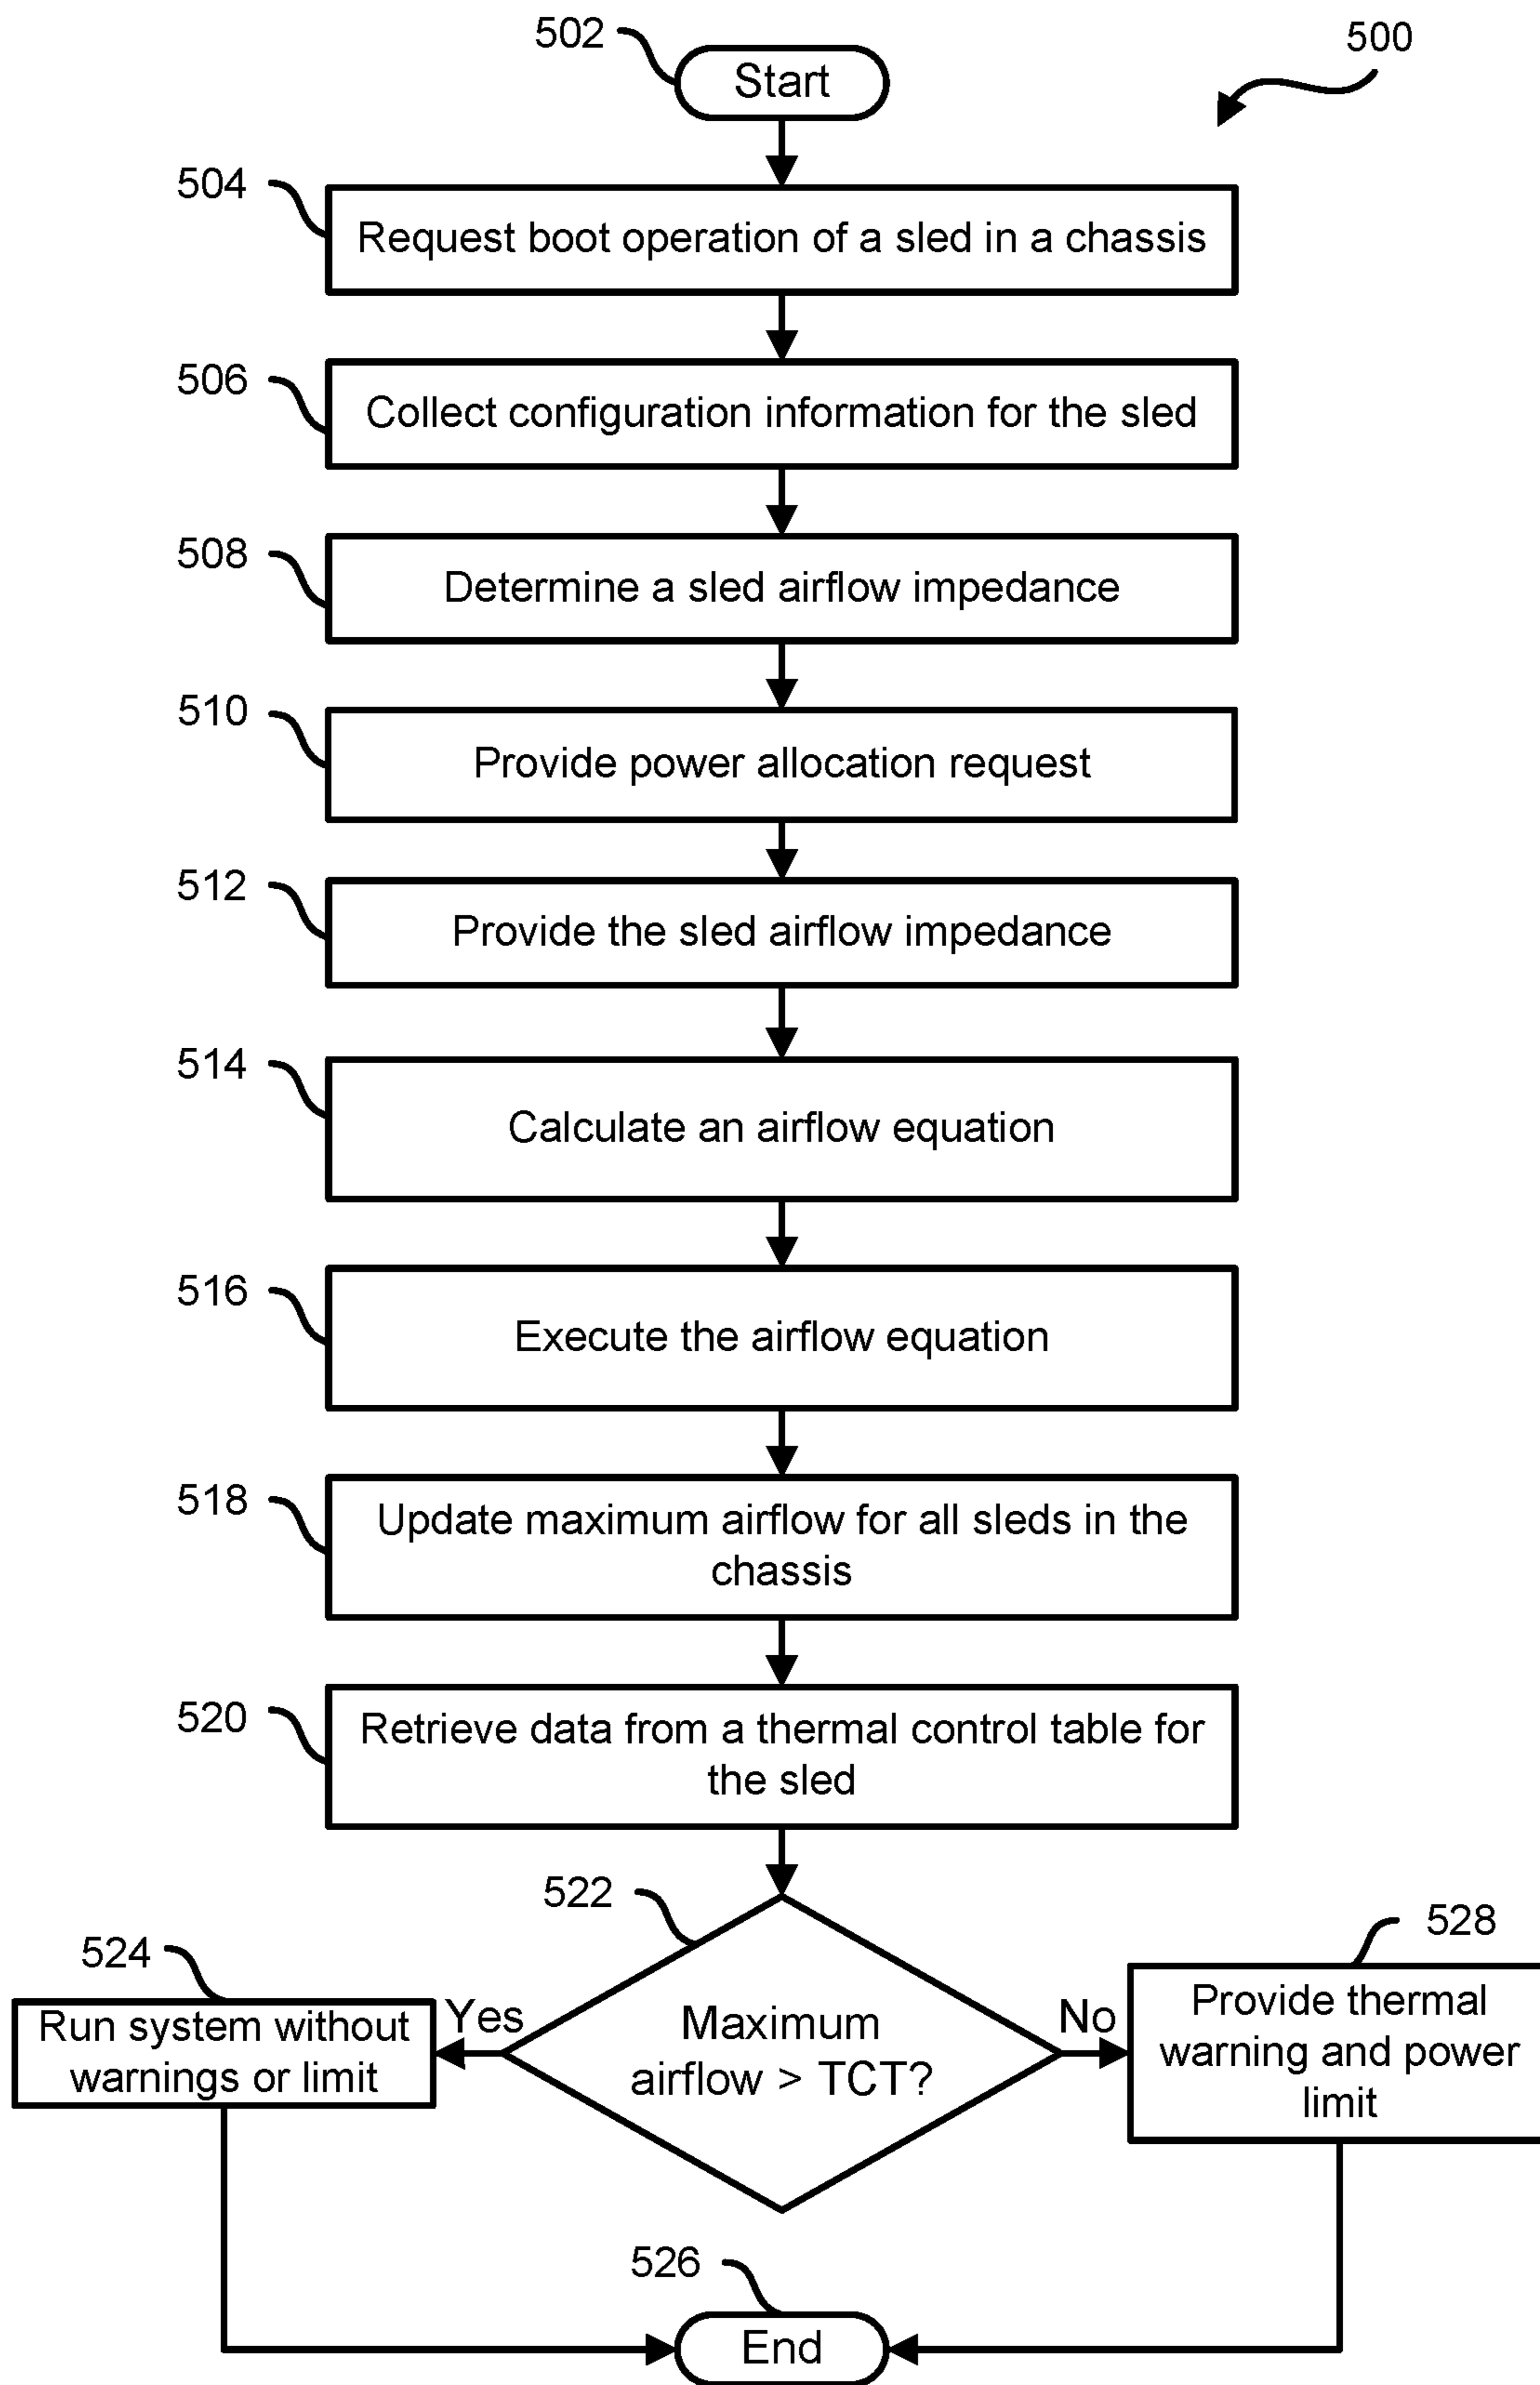 502
500
Start
504
Request boot operation of a sled in a chassis
506
Collect configuration information for the sled
508
Determine a sled airflow impedance
510
Provide power allocation request
512
Provide the sled airflow impedance
514
Calculate an airflow equation
516
Execute the airflow equation
518
Update maximum airflow for all sleds in the
chassis
520
Retrieve data from a thermal control table for
the sled
522
524
528
Run system without
warnings or limit
Yes
Maximum
airflow > TCT?
No
Provide thermal
warning and power
limit
526
End